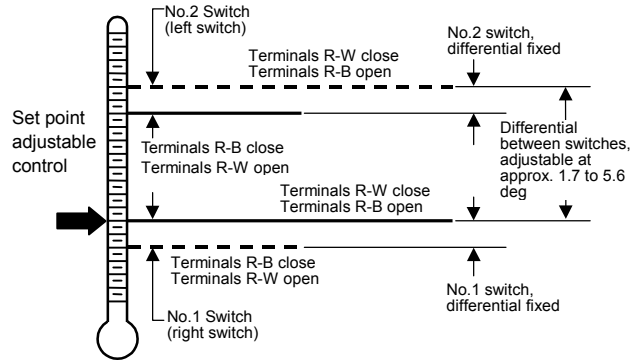 No.2 Switch
(left switch)
No.2 switch,
differential fixed
Terminals R-W close
Terminals R-B open
Set point
adjustable
control
Terminals R-B close
Terminals R-W open
Differential
between switches,
adjustable at
approx. 1.7 to 5.6
deg
Terminals R-W close
Terminals R-B open
Terminals R-B close
Terminals R-W open
No.1 switch,
differential fixed
No.1 Switch
(right switch)